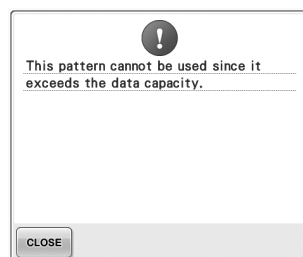 This pattern cannot be used since it
exceeds the data capacity.
CLOSE